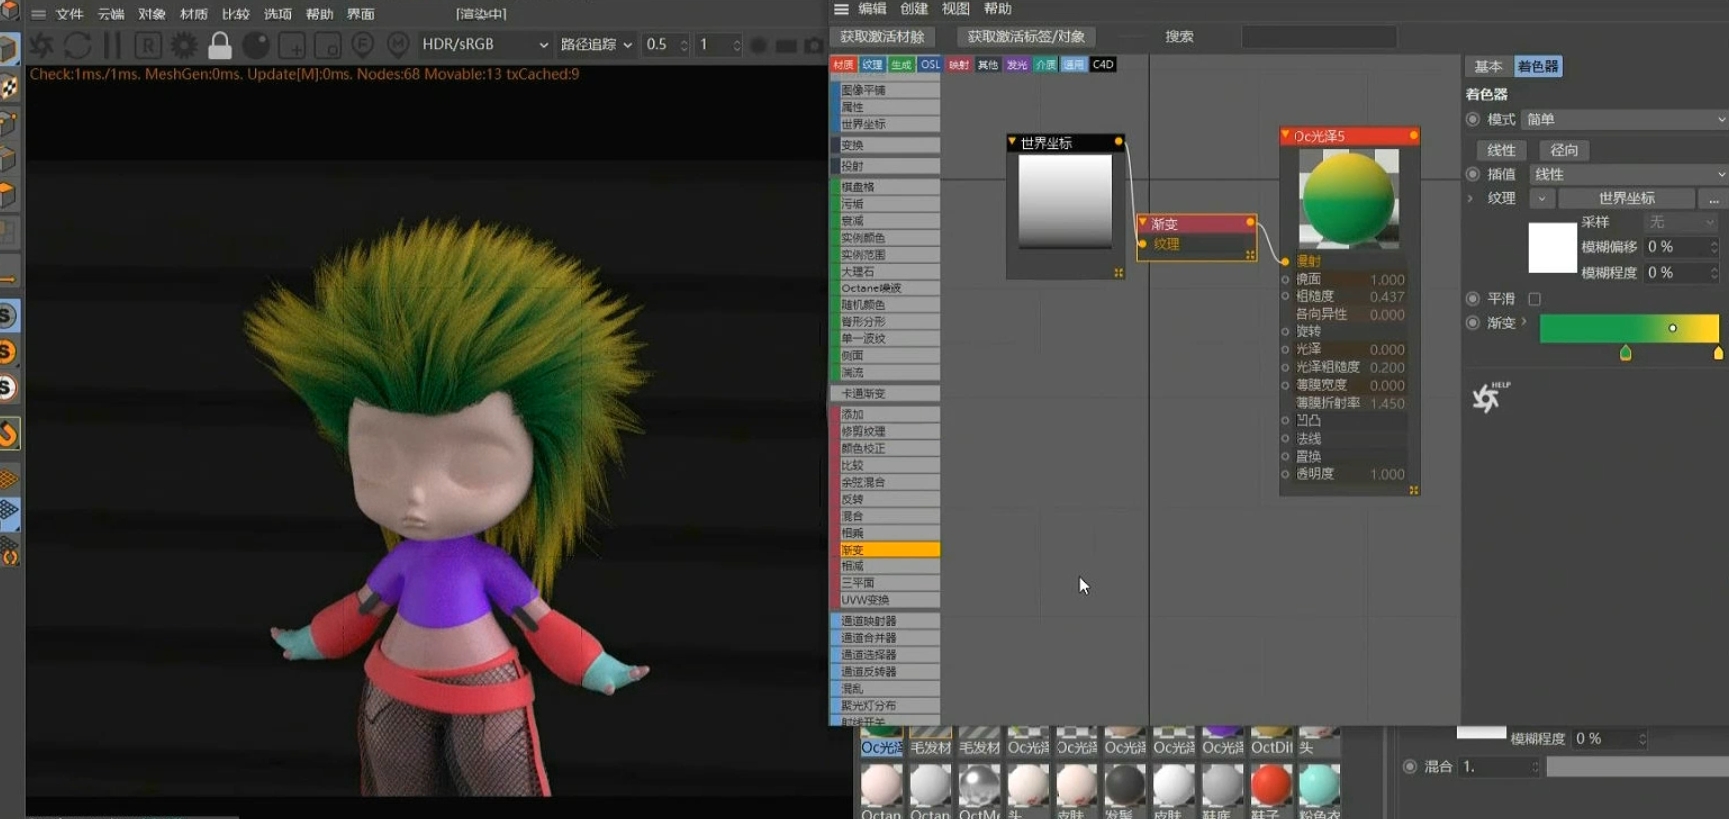 文件 云端 对象 材质 比较 选项 帮助 界面 [渲染中]
HDR/sRGB 路径追踪 0.5 1
Check:1ms./1ms. MeshGen:0ms. Update[M]:0ms. Nodes:68 Movable:13 txCached:9
编辑 创建 视图 帮助
获取激活材质 获取激活标签/对象 搜索
材质 纹理 生成 OSL 映射 其他 发光 介质 通用 C4D
图像平铺
属性
世界坐标
变换
投射
棋盘格
污垢
衰减
实例颜色
实例范围
大理石
Octane噪波
随机颜色
脊形分形
单一波纹
侧面
湍流
卡通渐变
添加
修剪纹理
颜色校正
比较
余弦混合
反转
混合
相乘
渐变
相减
三平面
UVW变换
通道映射器
通道合并器
通道选择器
通道反转器
混乱
聚光灯分布
射线开关
世界坐标
渐变
纹理
Oc光泽5
漫射
镜面 1.000
粗糙度 0.437
各向异性 0.000
旋转
光泽 0.000
光泽粗糙度 0.200
薄膜宽度 0.000
薄膜折射率 1.450
凹凸
法线
置换
透明度 1.000
基本 着色器
着色器
模式 简单
线性 径向
插值 线性
纹理 世界坐标 ...
采样 无
模糊偏移 0 %
模糊程度 0 %
平滑
渐变
HELP
模糊程度 0 %
混合 1.
Oc光泽 毛发材 毛发材 Oc光泽 Oc光泽 Oc光泽 Oc光泽 Oc光泽 OctDif 头
Octan Octan OctMe 头 皮肤 皮肤 发髻 皮肤 鞋底 鞋子 粉色衣